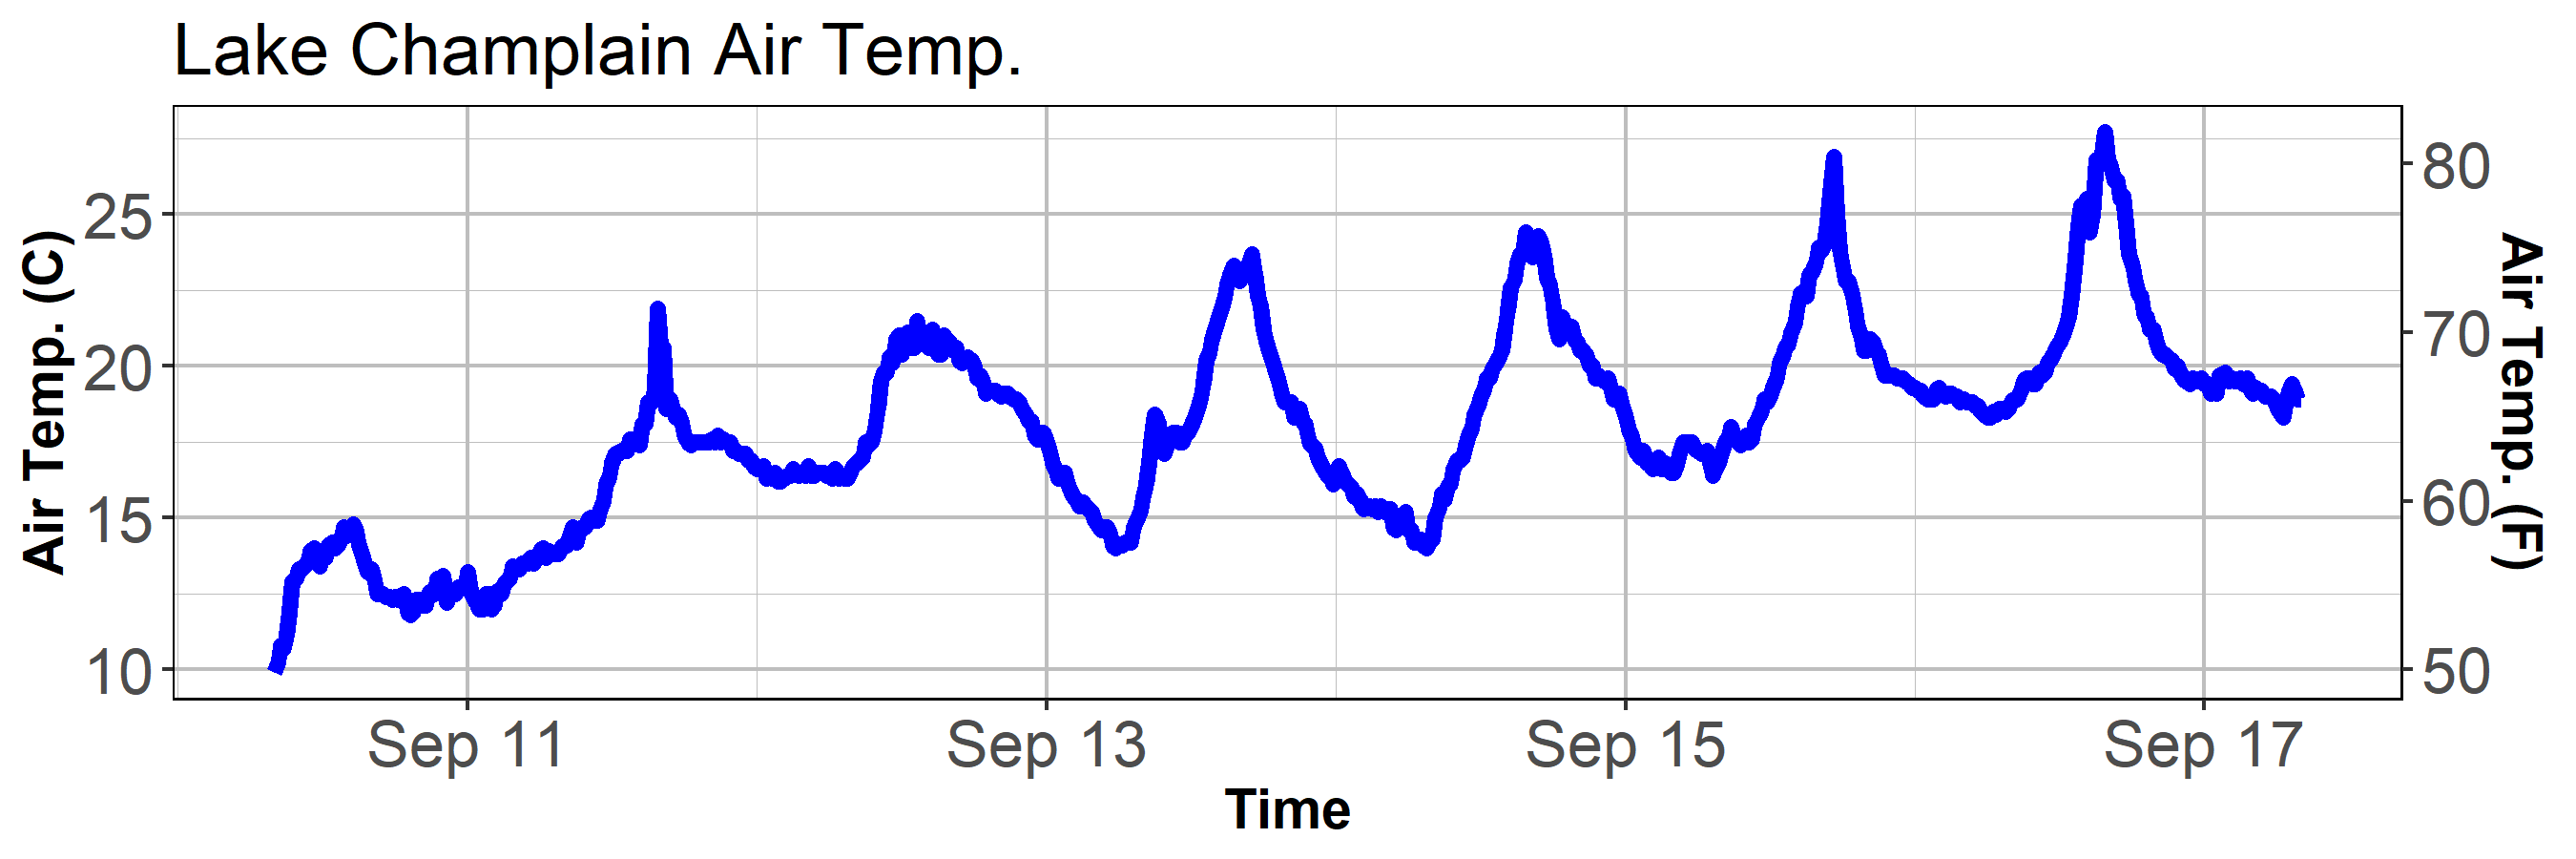 Lake Champlain Air Temp.
Air Temp. (C)
25
20
15
10
80
70
60
50
Air Temp. (F)
Sep 11 Sep 13 Sep 15 Sep 17
Time